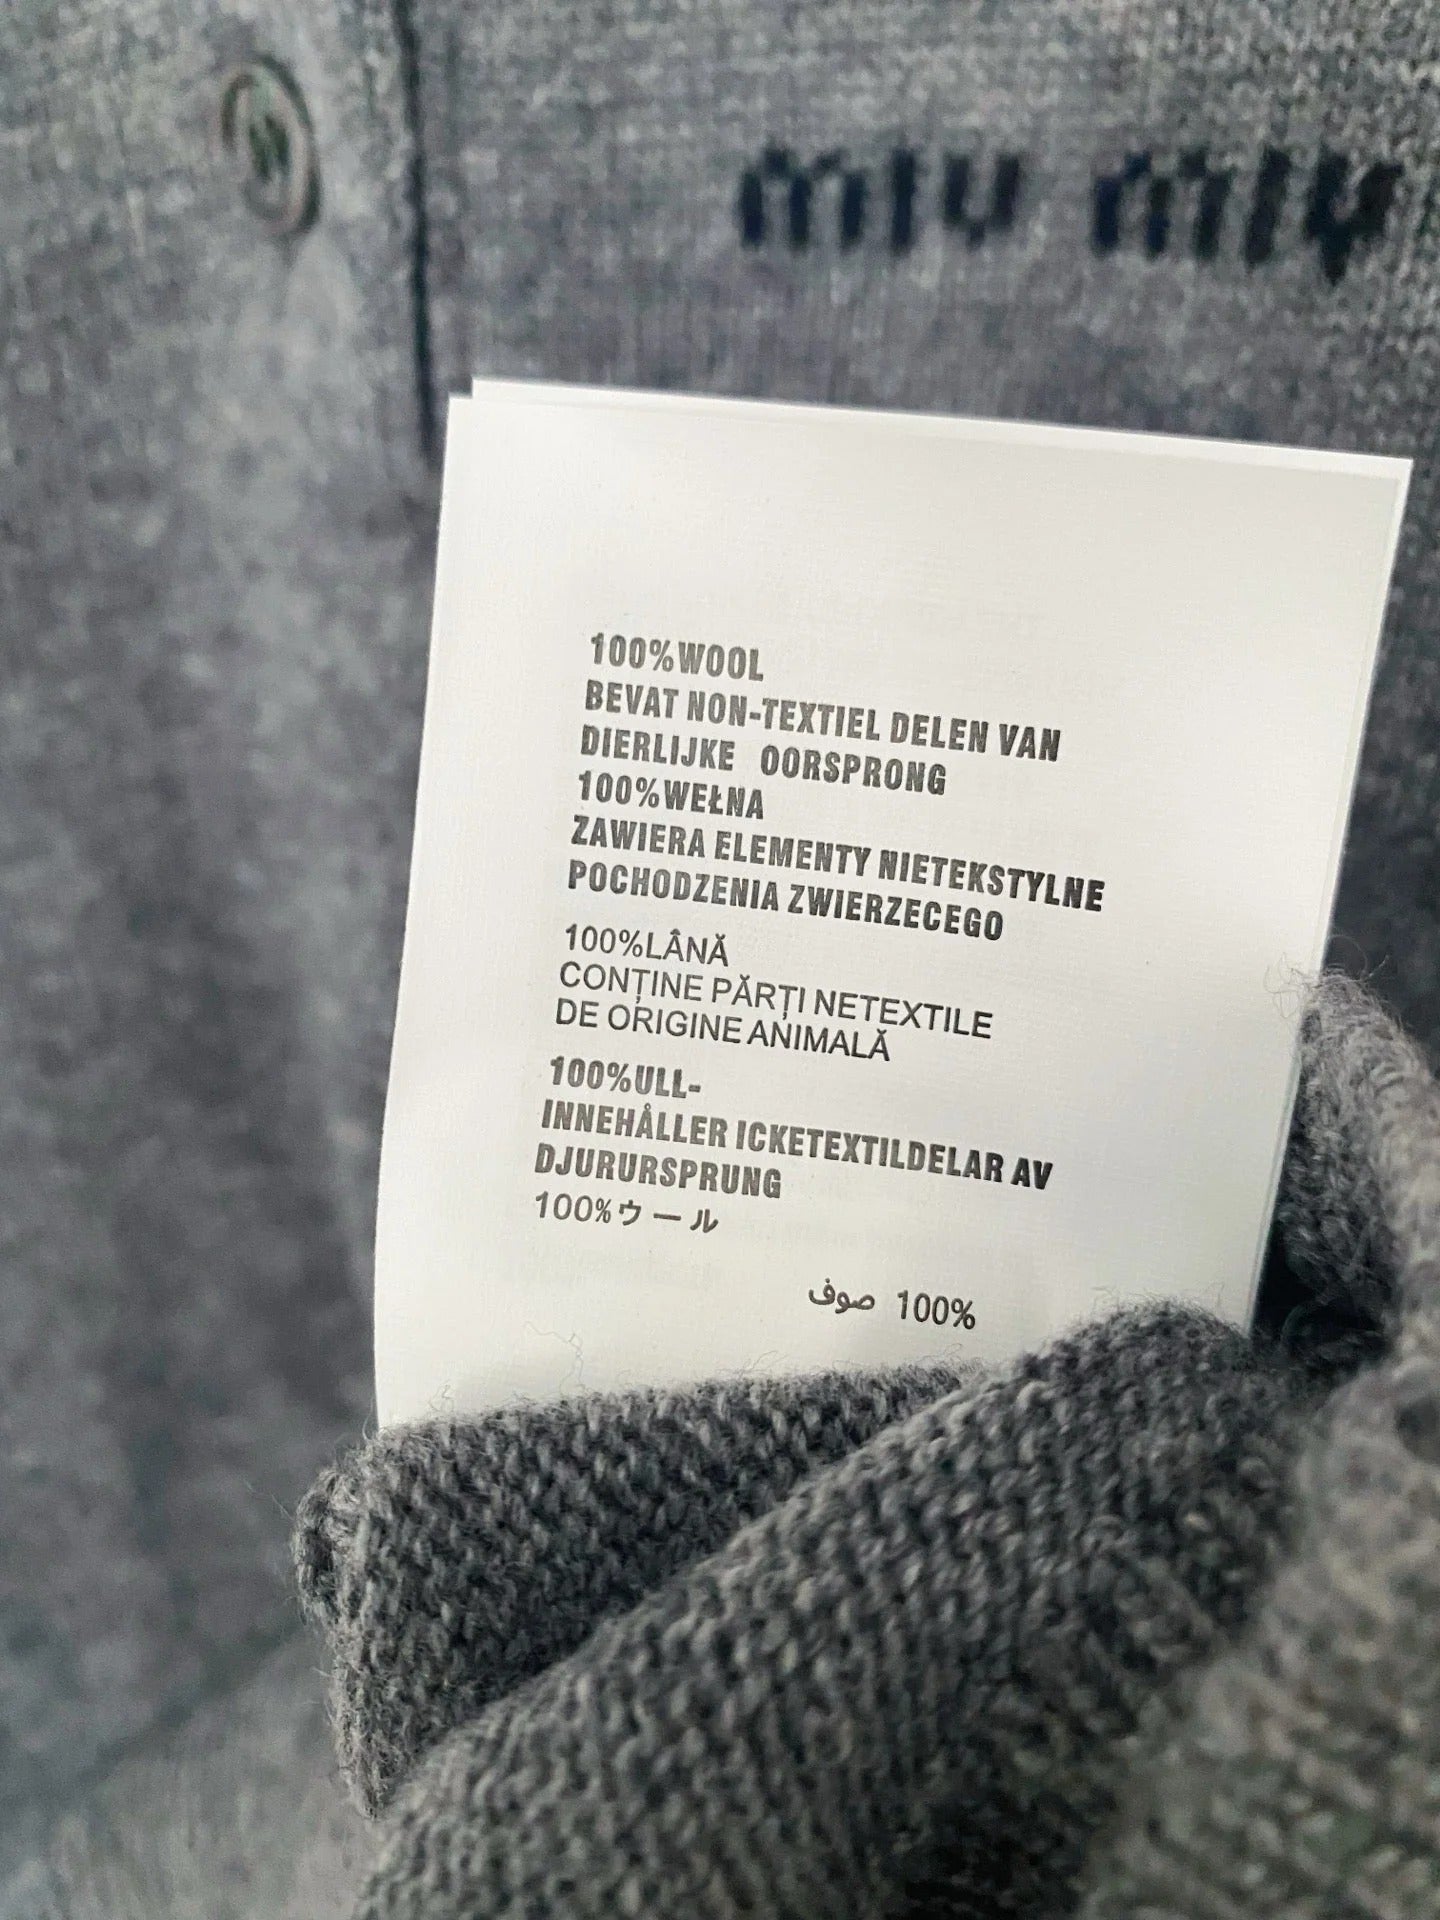 miu miu
100%WOOL
BEVAT NON-TEXTIEL DELEN VAN
DIERLIJKE OORSPRONG
100%WEŁNA
ZAWIERA ELEMENTY NIETEKSTYLNE
POCHODZENIA ZWIERZECEGO
100%LÂNĂ
CONȚINE PĂRȚI NETEXTILE
DE ORIGINE ANIMALĂ
100%ULL-
INNEHÅLLER ICKETEXTILDELAR AV
DJURURSPRUNG
100%ウール
100% صوف